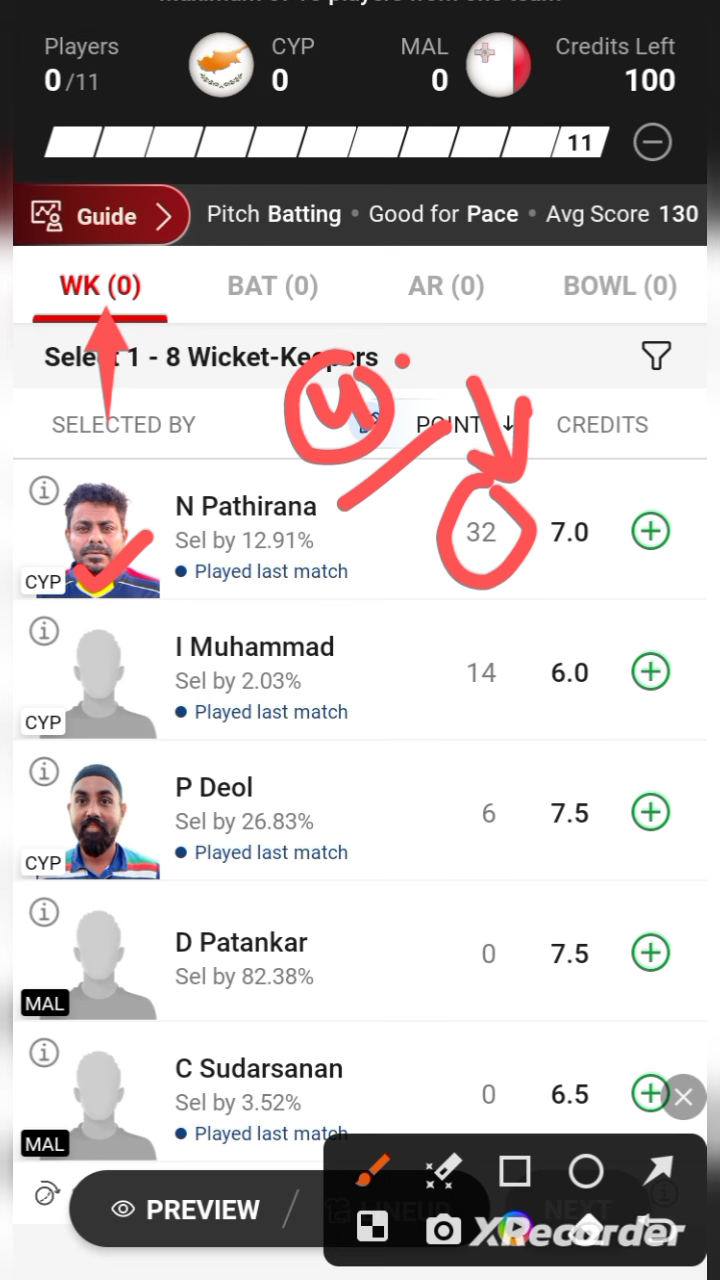 Players
0/11
CYP
0
MAL
0
Credits Left
100
11
Guide
Pitch Batting • Good for Pace • Avg Score 130
WK (0)
BAT (0)
AR (0)
BOWL (0)
Select 1 - 8 Wicket-Keepers
SELECTED BY
POINTS
CREDITS
N Pathirana
Sel by 12.91%
Played last match
CYP
32
7.0
I Muhammad
Sel by 2.03%
Played last match
CYP
14
6.0
P Deol
Sel by 26.83%
Played last match
CYP
6
7.5
D Patankar
Sel by 82.38%
MAL
0
7.5
C Sudarsanan
Sel by 3.52%
Played last match
MAL
0
6.5
PREVIEW
LINEUP
NEXT
XRecorder